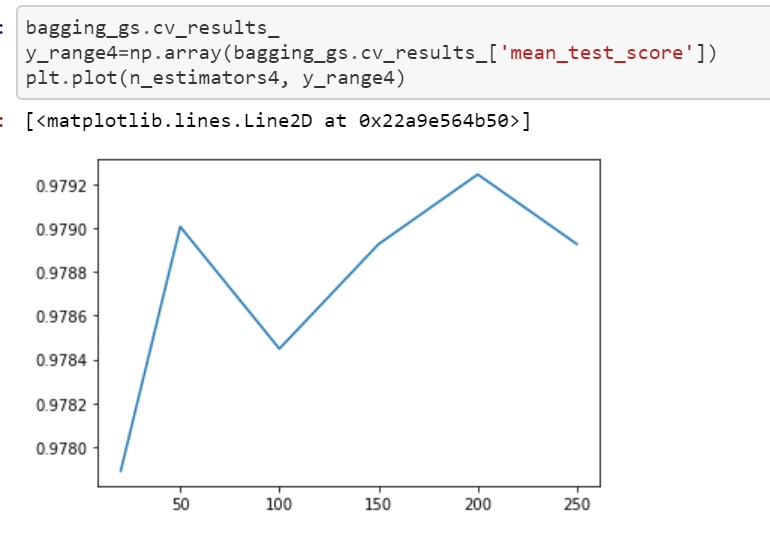 : bagging_gs.cv_results_
y_range4=np.array(bagging_gs.cv_results_['mean_test_score'])
plt.plot(n_estimators4, y_range4)
: [<matplotlib.lines.Line2D at 0x22a9e564b50>]
0.9792
0.9790
0.9788
0.9786
0.9784
0.9782
0.9780
50 100 150 200 250